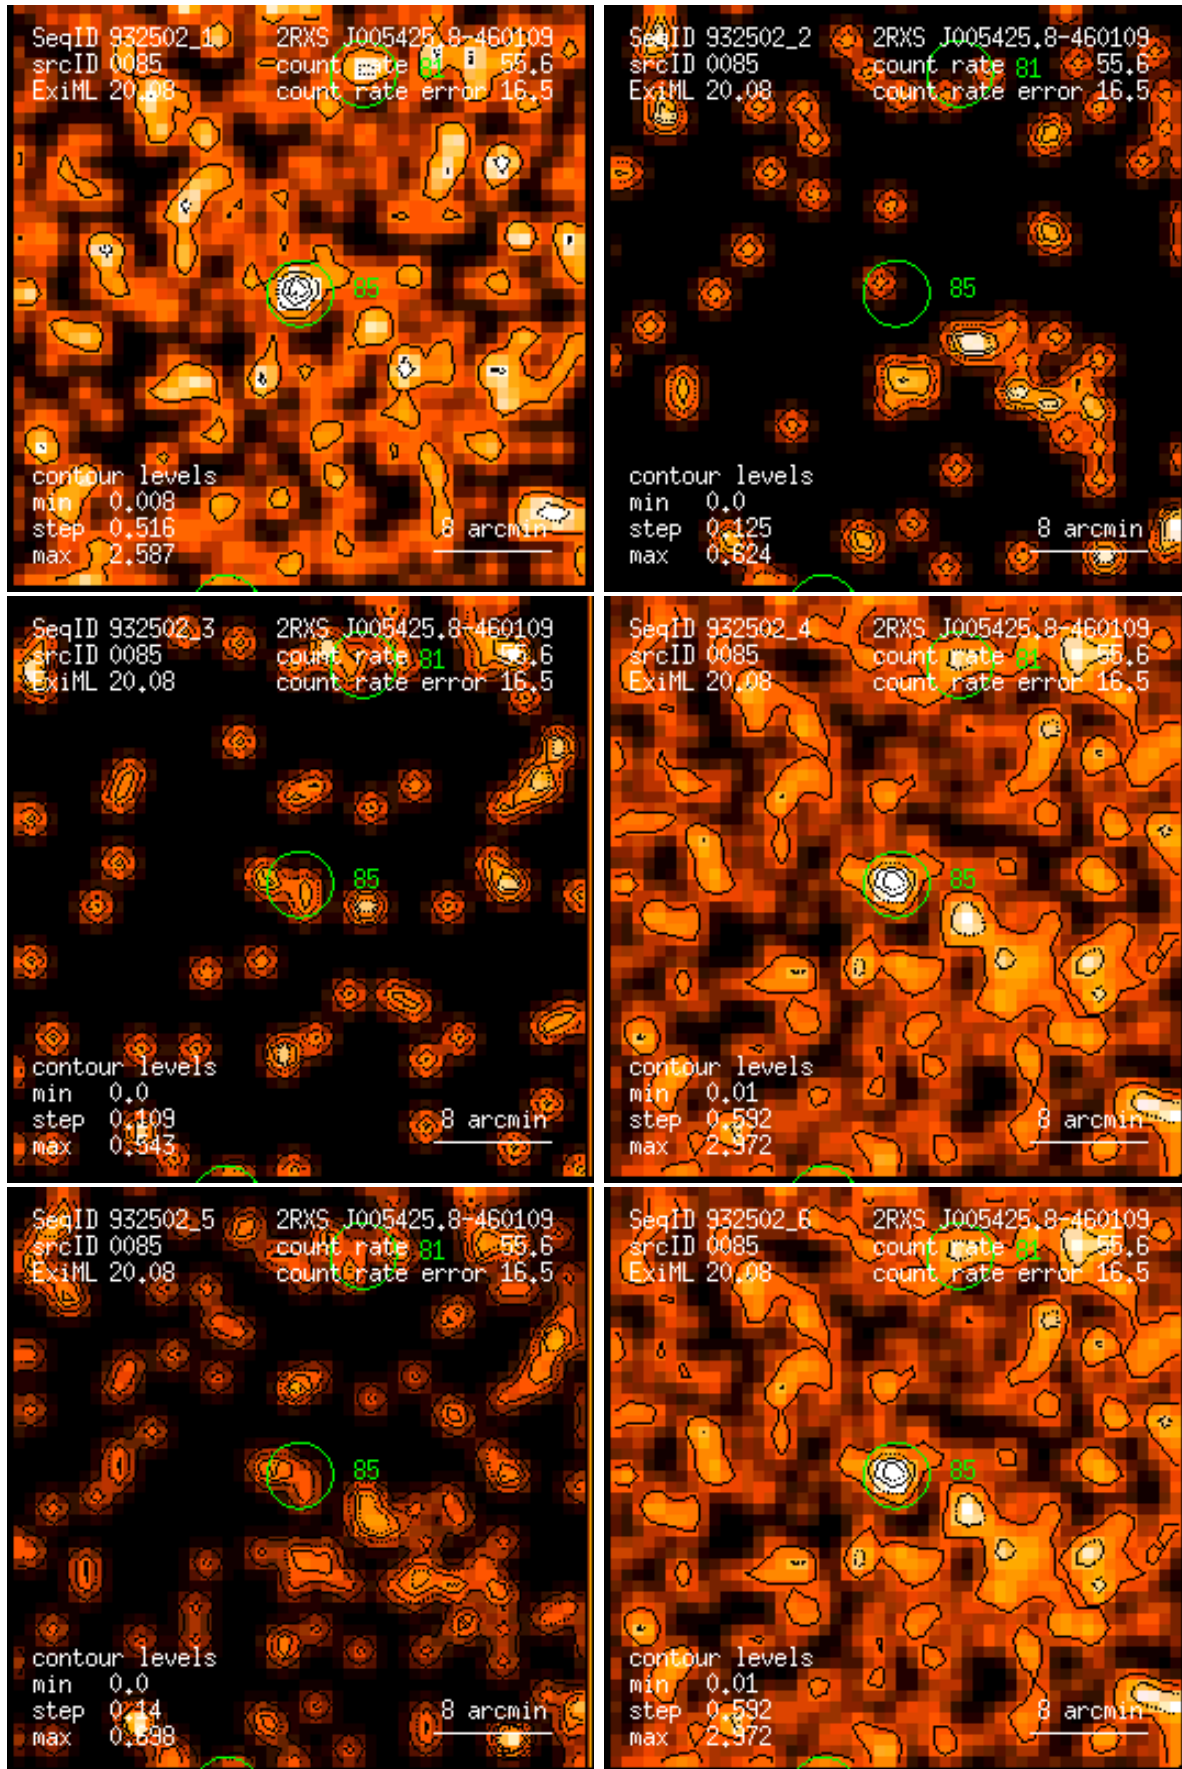 SeqID 932502_1 2RXS J005425.8-460109
srcID 0085 count rate 81 55.6
ExiML 20.08 count rate error 16.5
85
contour levels
min 0.008
step 0.516 8 arcmin
max 2.587
SeqID 932502_2 2RXS J005425.8-460109
srcID 0085 count rate 81 55.6
ExiML 20.08 count rate error 16.5
85
contour levels
min 0.0
step 0.125 8 arcmin
max 0.624
SeqID 932502_3 2RXS J005425.8-460109
srcID 0085 count rate 81 55.6
ExiML 20.08 count rate error 16.5
85
contour levels
min 0.0
step 0.109 8 arcmin
max 0.543
SeqID 932502_4 2RXS J005425.8-460109
srcID 0085 count rate 81 55.6
ExiML 20.08 count rate error 16.5
85
contour levels
min 0.01
step 0.592 8 arcmin
max 2.972
SeqID 932502_5 2RXS J005425.8-460109
srcID 0085 count rate 81 55.6
ExiML 20.08 count rate error 16.5
85
contour levels
min 0.0
step 0.14 8 arcmin
max 0.698
SeqID 932502_6 2RXS J005425.8-460109
srcID 0085 count rate 81 55.6
ExiML 20.08 count rate error 16.5
85
contour levels
min 0.01
step 0.592 8 arcmin
max 2.972